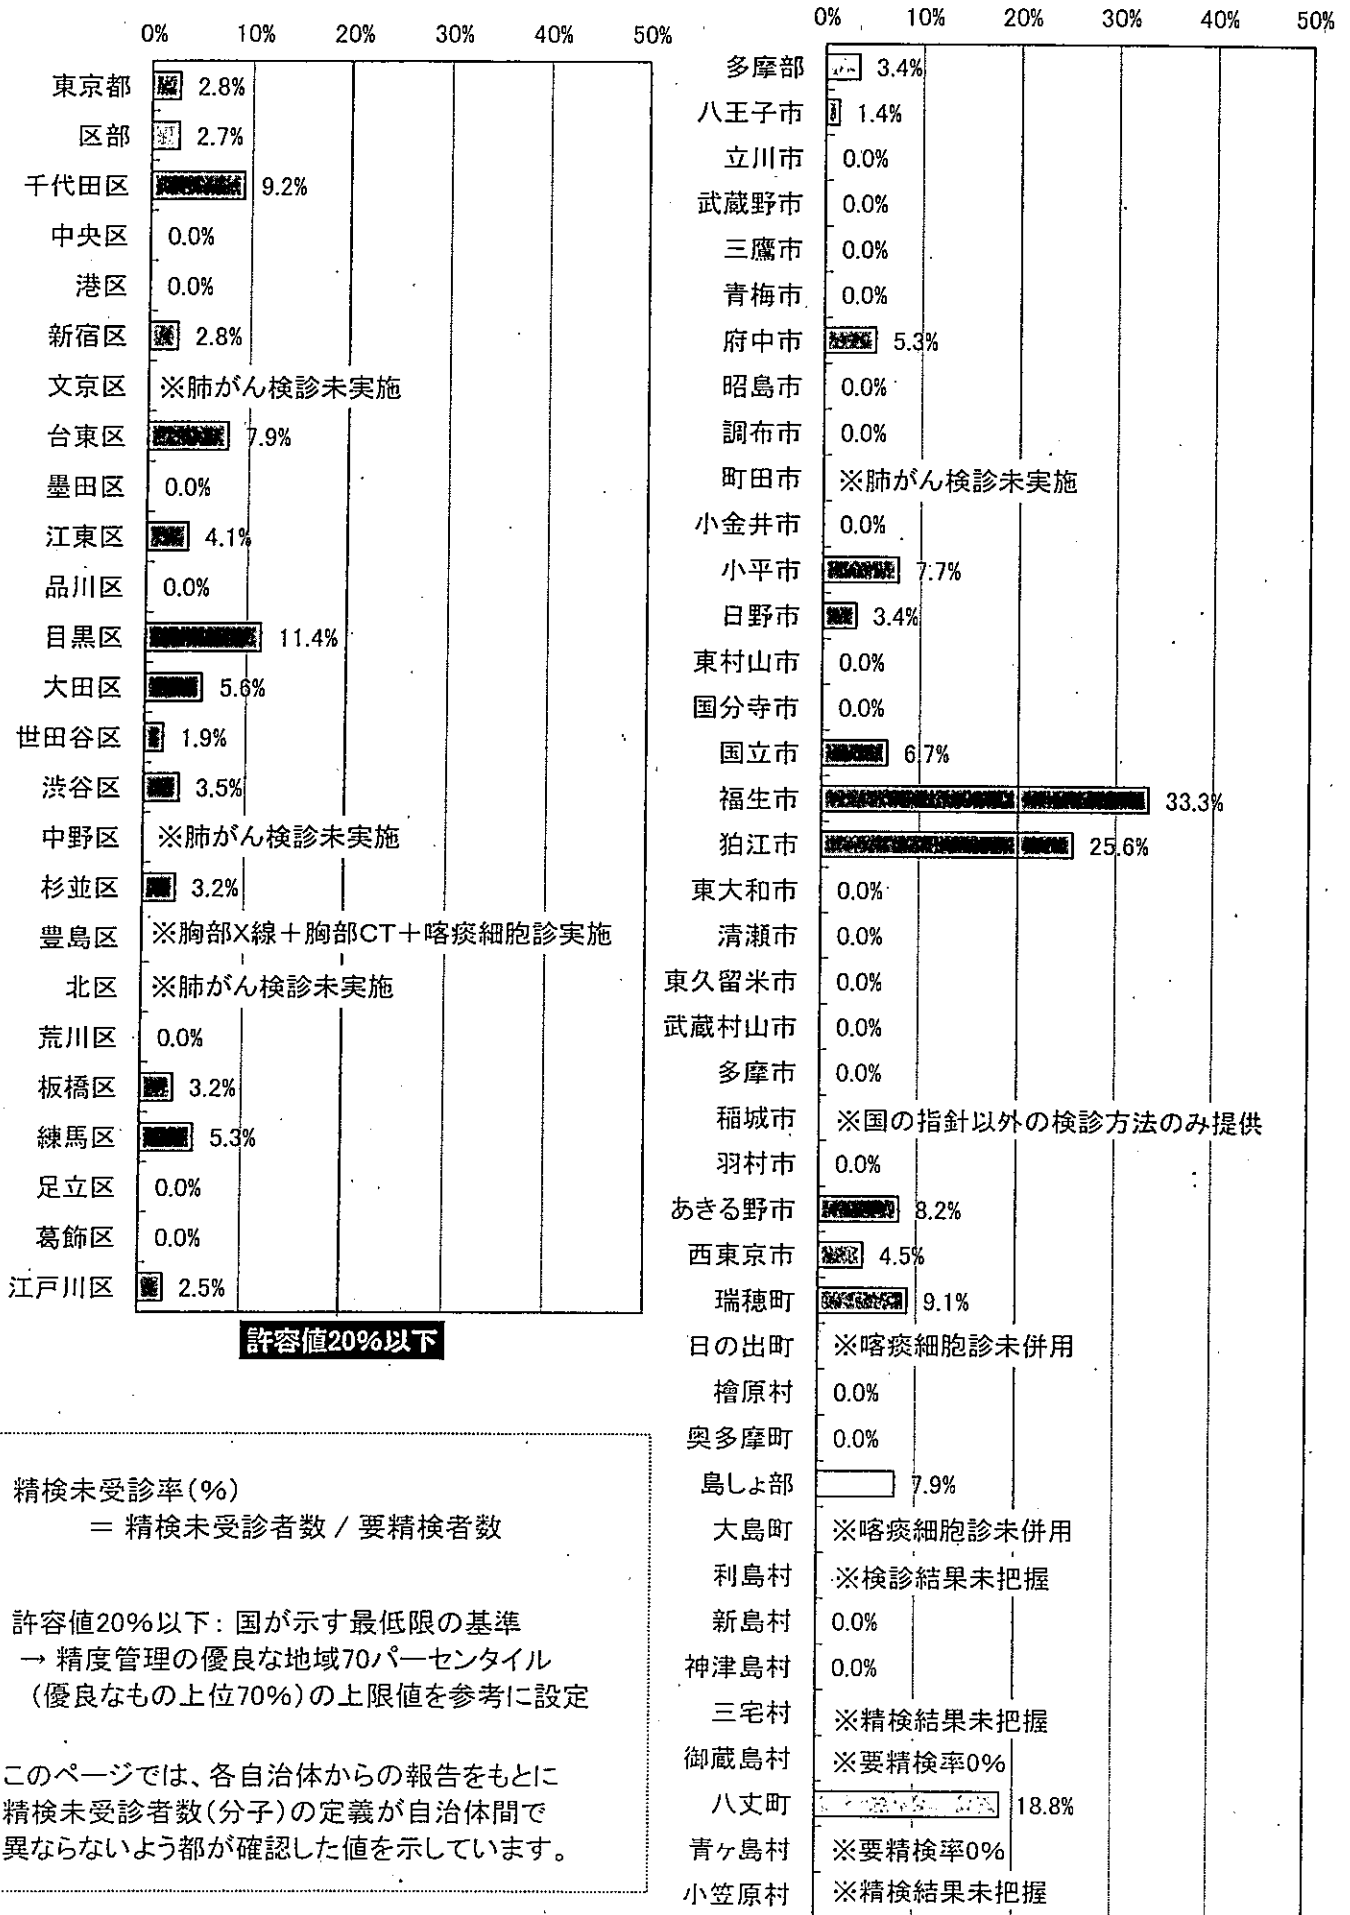 0% 10% 20% 30% 40% 50%
東京都 2.8%
区部 2.7%
千代田区 9.2%
中央区 0.0%
港区 0.0%
新宿区 2.8%
文京区 ※肺がん検診未実施
台東区 7.9%
墨田区 0.0%
江東区 4.1%
品川区 0.0%
目黒区 11.4%
大田区 5.6%
世田谷区 1.9%
渋谷区 3.5%
中野区 ※肺がん検診未実施
杉並区 3.2%
豊島区 ※胸部X線＋胸部CT＋喀痰細胞診実施
北区 ※肺がん検診未実施
荒川区 0.0%
板橋区 3.2%
練馬区 5.3%
足立区 0.0%
葛飾区 0.0%
江戸川区 2.5%
許容値20%以下
精検未受診率(%)
＝ 精検未受診者数 / 要精検者数
許容値20%以下：国が示す最低限の基準
→ 精度管理の優良な地域70パーセンタイル
（優良なもの上位70%）の上限値を参考に設定
このページでは、各自治体からの報告をもとに
精検未受診者数(分子)の定義が自治体間で
異ならないよう都が確認した値を示しています。
0% 10% 20% 30% 40% 50%
多摩部 3.4%
八王子市 1.4%
立川市 0.0%
武蔵野市 0.0%
三鷹市 0.0%
青梅市 0.0%
府中市 5.3%
昭島市 0.0%
調布市 0.0%
町田市 ※肺がん検診未実施
小金井市 0.0%
小平市 7.7%
日野市 3.4%
東村山市 0.0%
国分寺市 0.0%
国立市 6.7%
福生市 33.3%
狛江市 25.6%
東大和市 0.0%
清瀬市 0.0%
東久留米市 0.0%
武蔵村山市 0.0%
多摩市 0.0%
稲城市 ※国の指針以外の検診方法のみ提供
羽村市 0.0%
あきる野市 8.2%
西東京市 4.5%
瑞穂町 9.1%
日の出町 ※喀痰細胞診未併用
檜原村 0.0%
奥多摩町 0.0%
島しょ部 7.9%
大島町 ※喀痰細胞診未併用
利島村 ※検診結果未把握
新島村 0.0%
神津島村 0.0%
三宅村 ※精検結果未把握
御蔵島村 ※要精検率0%
八丈町 18.8%
青ヶ島村 ※要精検率0%
小笠原村 ※精検結果未把握